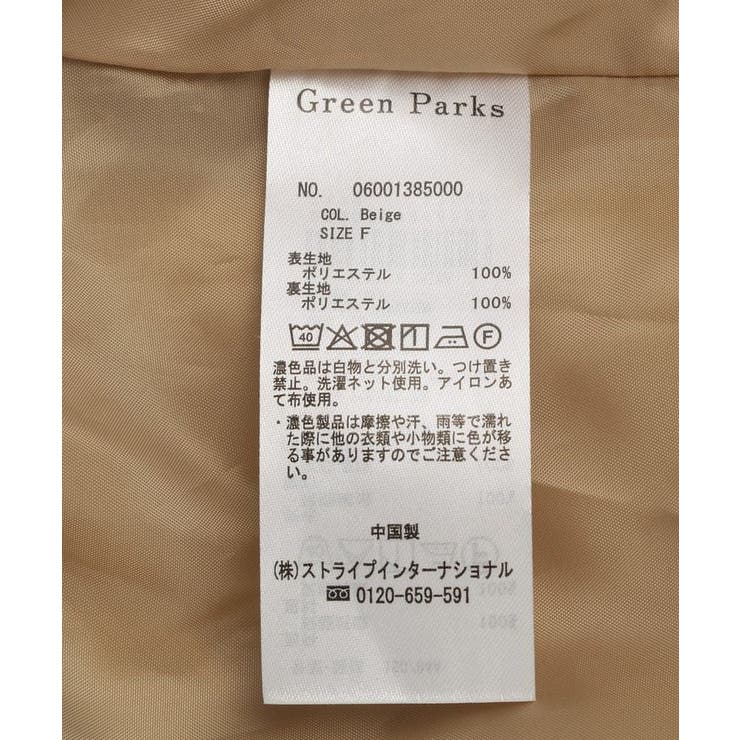 Green Parks
NO. 06001385000
COL. Beige
SIZE F
表生地
ポリエステル 100%
裏生地
ポリエステル 100%
40 F
濃色品は白物と分別洗い。つけ置き
禁止。洗濯ネット使用。アイロンあ
て布使用。
・濃色製品は摩擦や汗、雨等で濡れ
た際に他の衣類や小物類に色が移
る事がありますのでご注意くださ
い。
中国製
(株)ストライプインターナショナル
0120-659-591